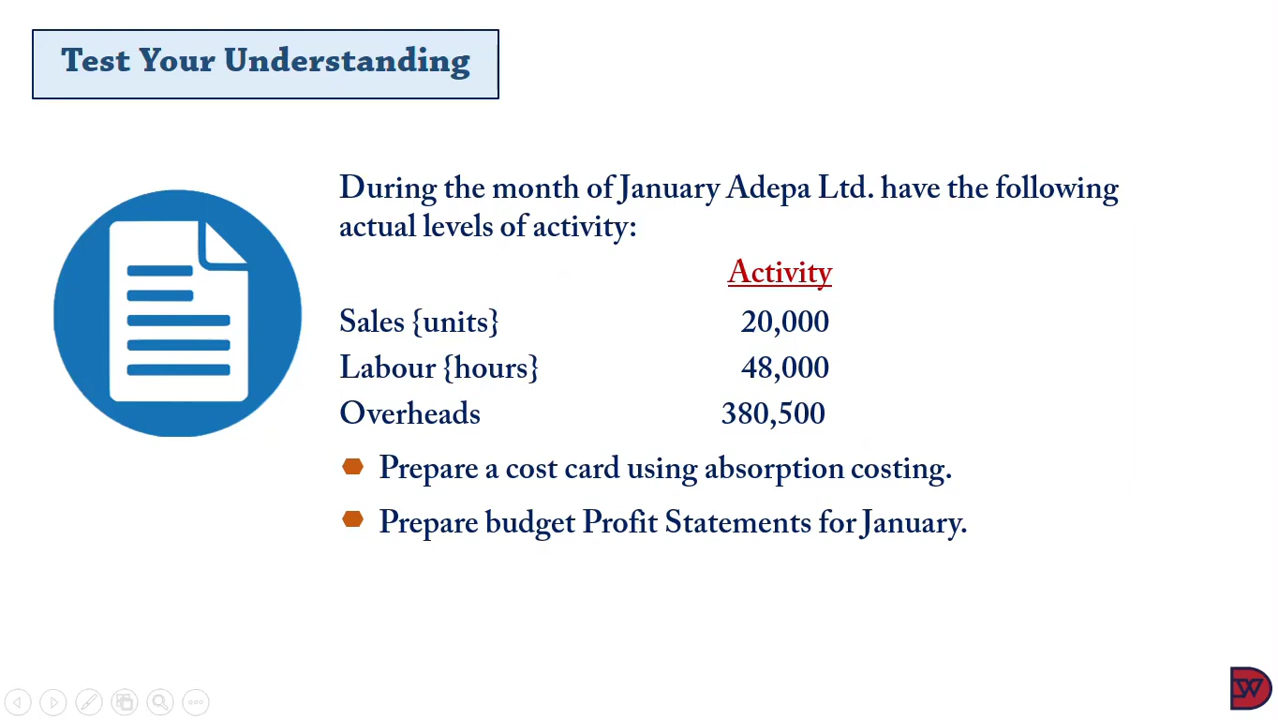 Test Your Understanding
During the month of January Adepa Ltd. have the following
actual levels of activity:
Activity
Sales {units} 20,000
Labour {hours} 48,000
Overheads 380,500
Prepare a cost card using absorption costing.
Prepare budget Profit Statements for January.
DW